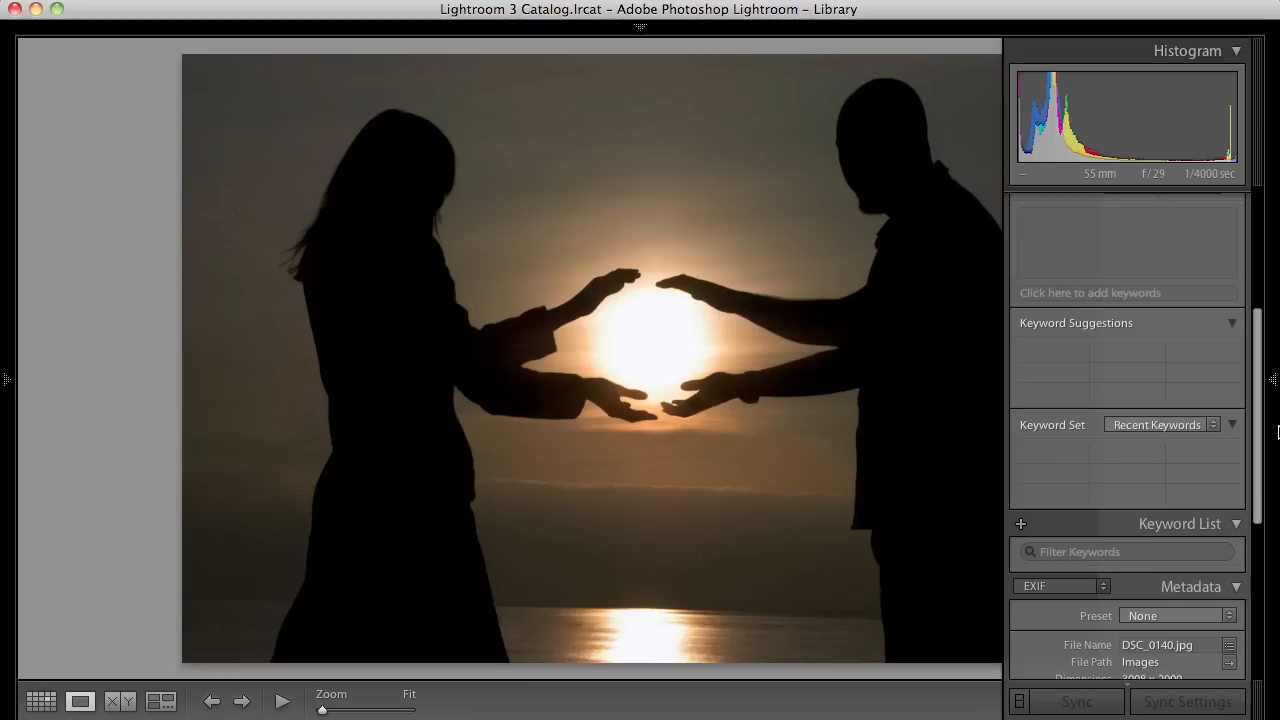 Lightroom 3 Catalog.lrcat – Adobe Photoshop Lightroom – Library
Histogram
– 55 mm f / 29 1/4000 sec
Click here to add keywords
Keyword Suggestions
Keyword Set Recent Keywords
+ Keyword List
Filter Keywords
EXIF Metadata
Preset None
File Name DSC_0140.jpg
File Path Images
Dimensions
XY Zoom Fit
Sync Sync Settings